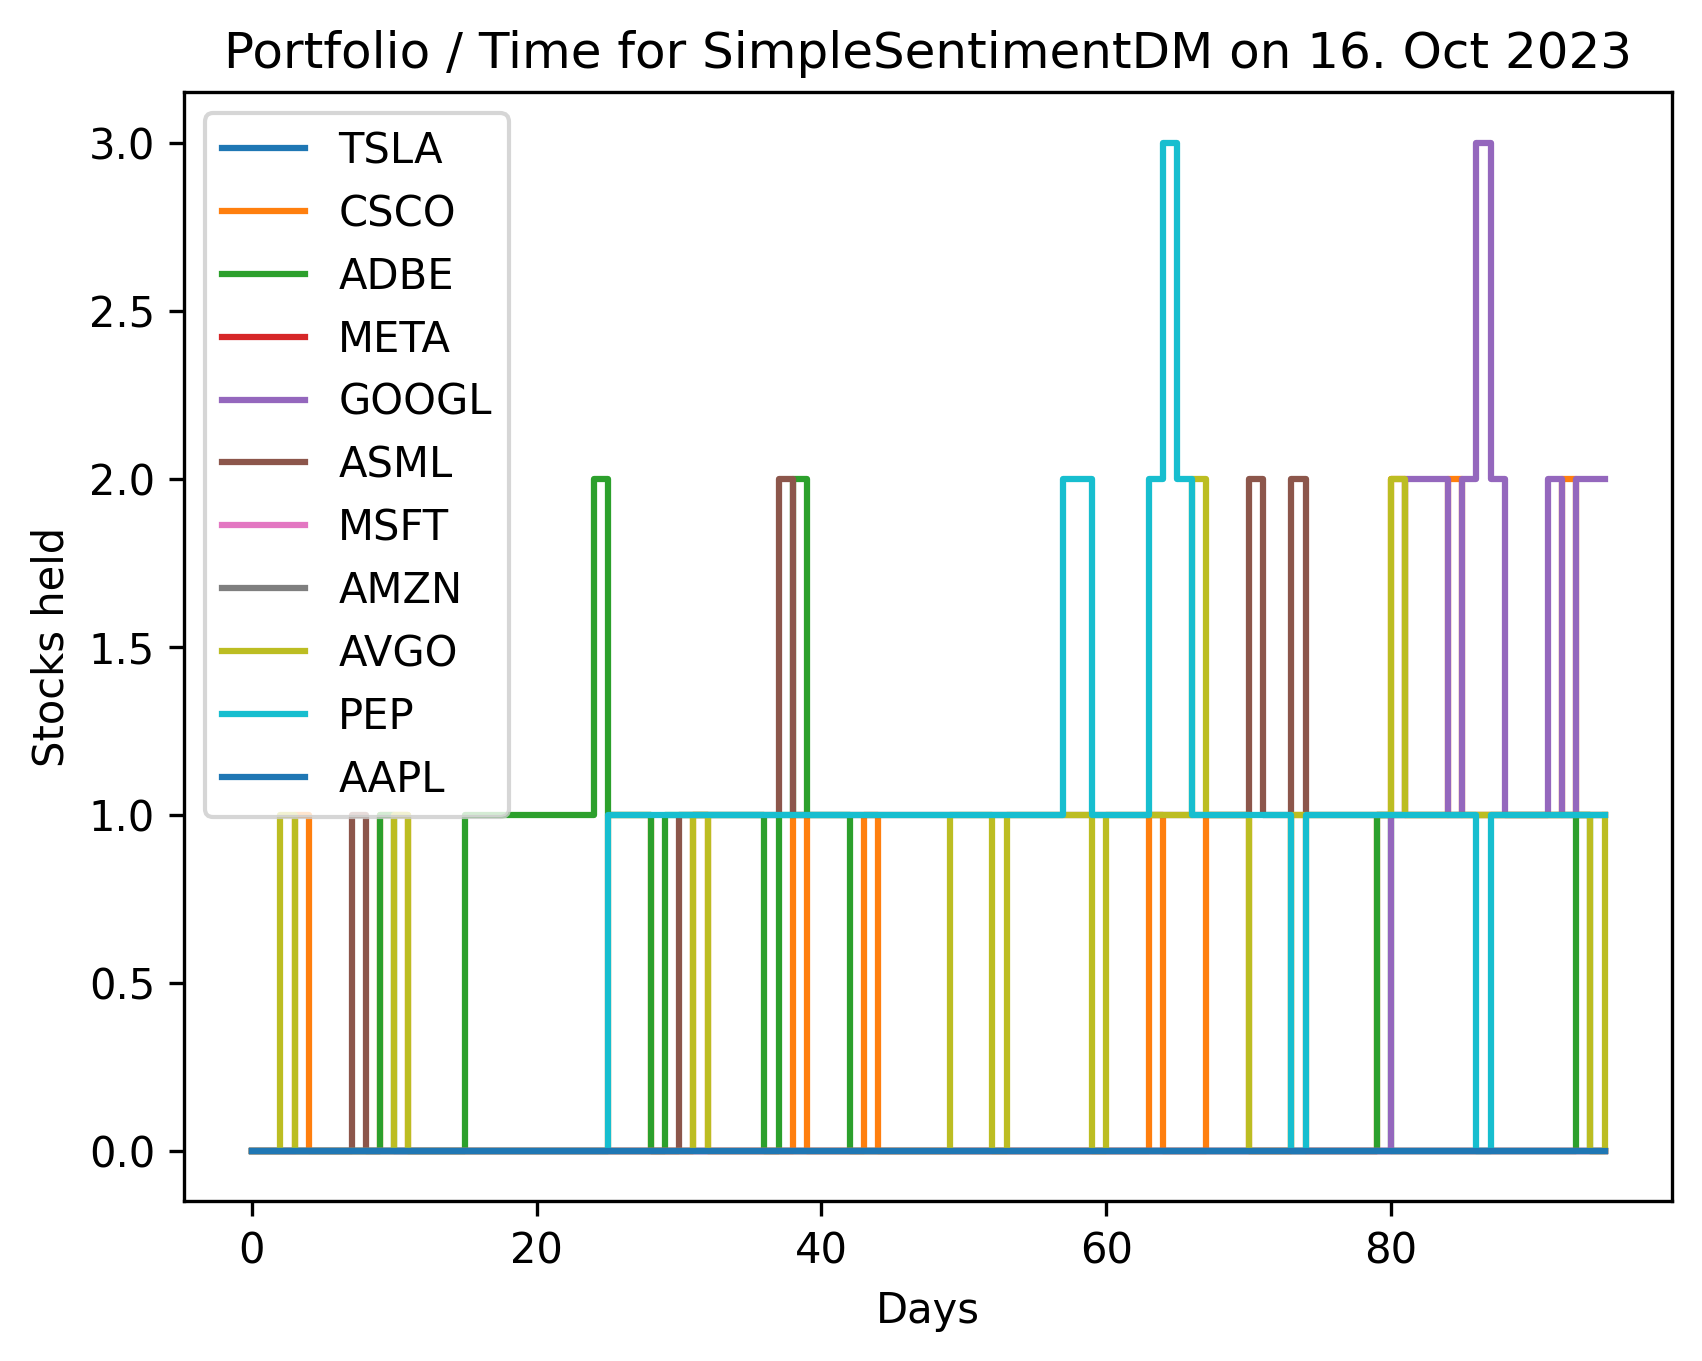 Portfolio / Time for SimpleSentimentDM on 16. Oct 2023
3.0
2.5
2.0
1.5
1.0
0.5
0.0
Stocks held
TSLA
CSCO
ADBE
META
GOOGL
ASML
MSFT
AMZN
AVGO
PEP
AAPL
0
20
40
60
80
Days